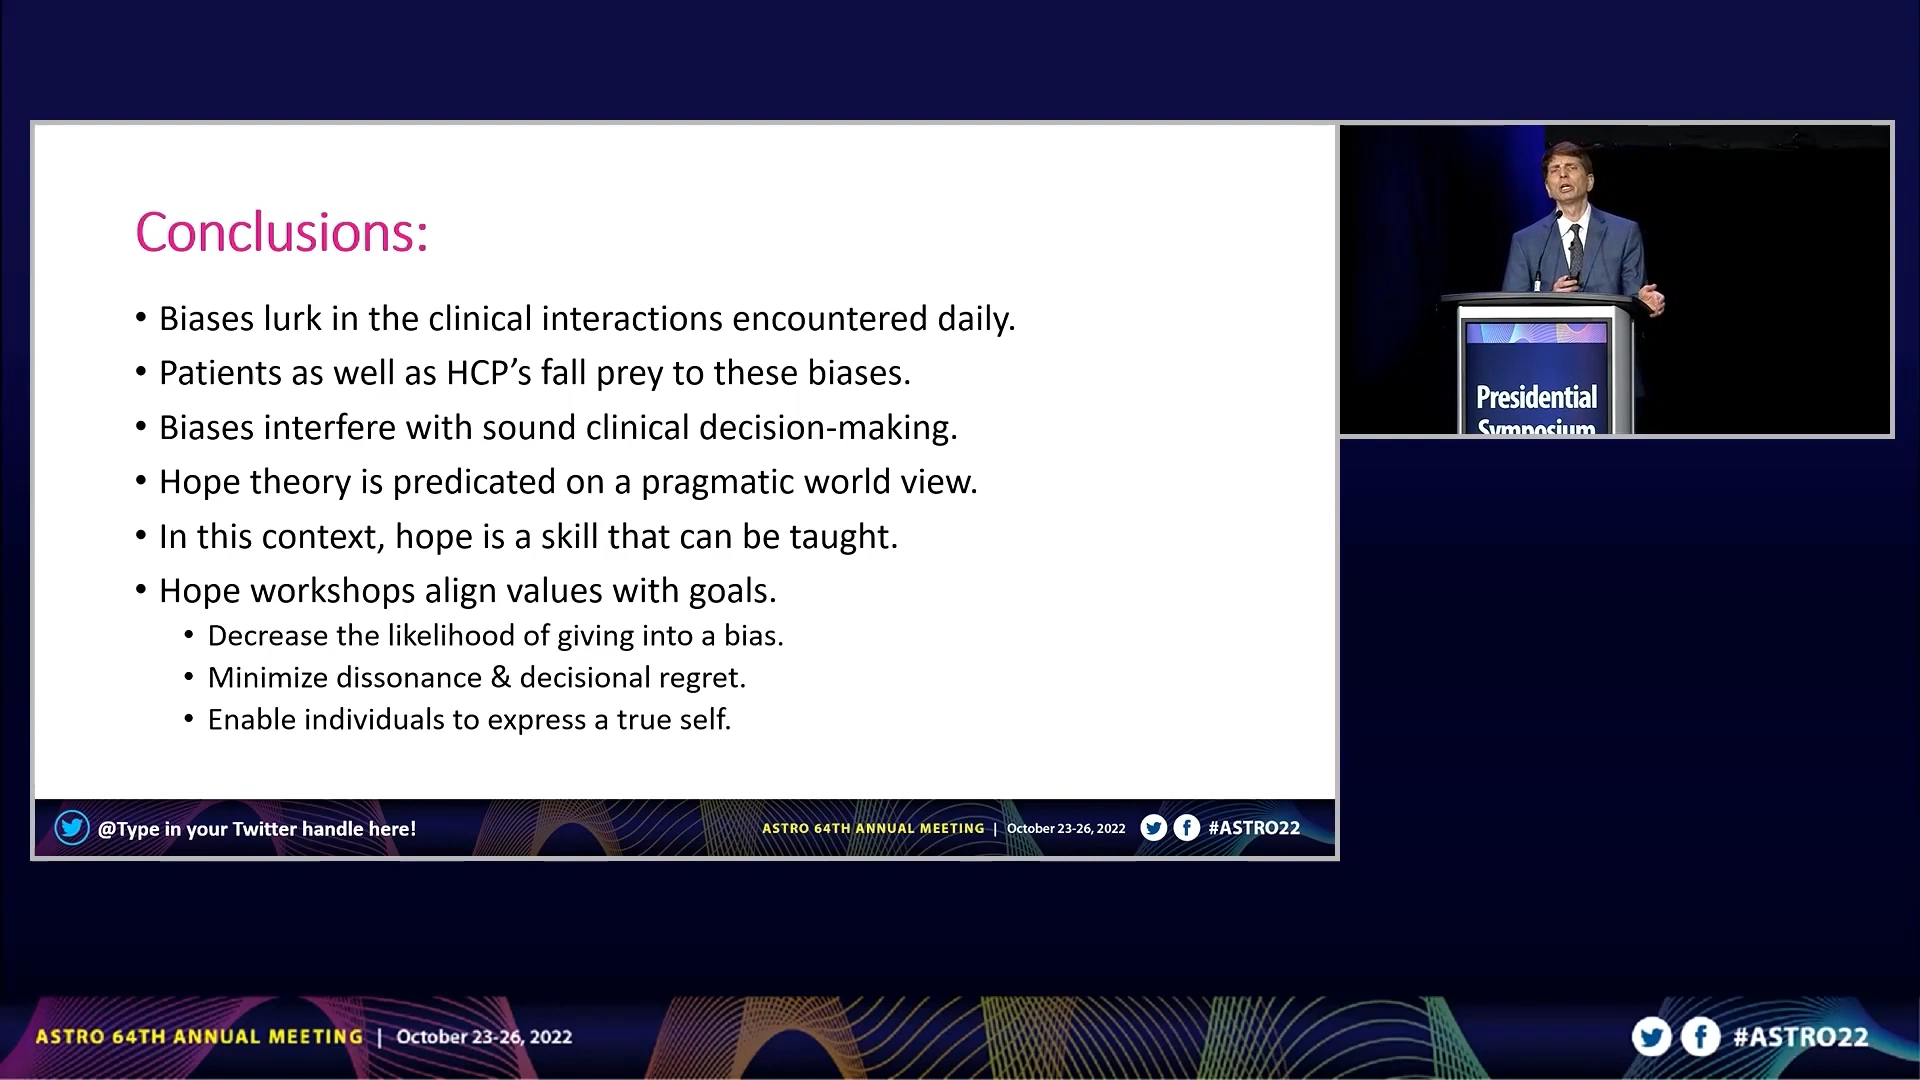 Conclusions:
• Biases lurk in the clinical interactions encountered daily.
• Patients as well as HCP’s fall prey to these biases.
• Biases interfere with sound clinical decision-making.
• Hope theory is predicated on a pragmatic world view.
• In this context, hope is a skill that can be taught.
• Hope workshops align values with goals.
• Decrease the likelihood of giving into a bias.
• Minimize dissonance & decisional regret.
• Enable individuals to express a true self.
@Type in your Twitter handle here!
ASTRO 64TH ANNUAL MEETING | October 23-26, 2022 #ASTRO22
Presidential
Symposium
ASTRO 64TH ANNUAL MEETING | October 23-26, 2022
#ASTRO22